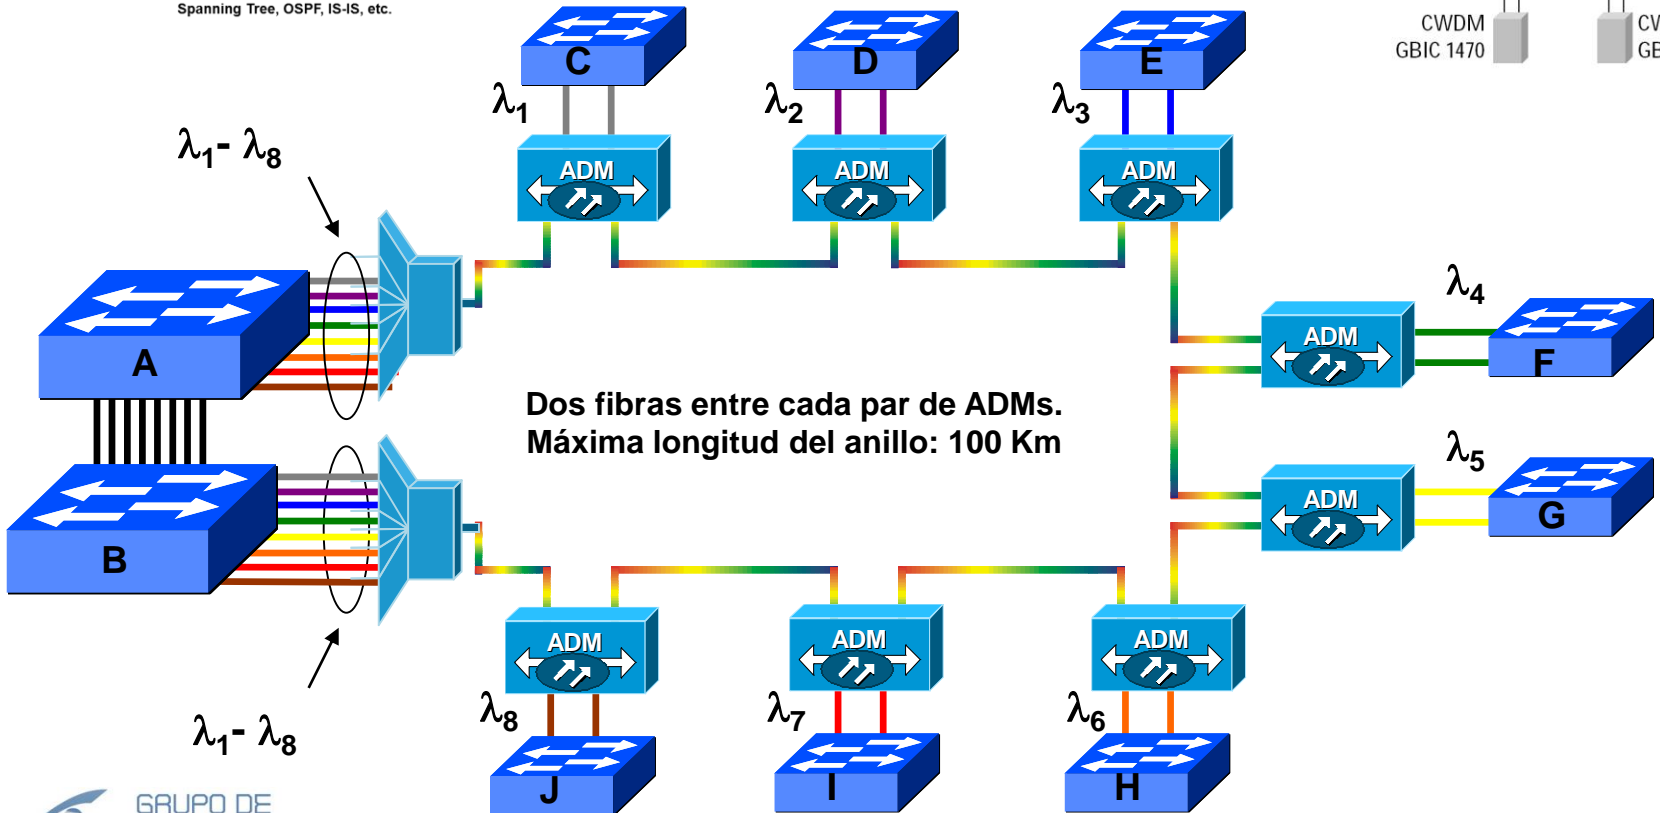 Spanning Tree, OSPF, IS-IS, etc.
CWDM
GBIC 1470
C
D
E
λ1
λ2
λ3
λ1- λ8
ADM
ADM
ADM
A
λ4
ADM
F
Dos fibras entre cada par de ADMs.
Máxima longitud del anillo: 100 Km
λ5
ADM
G
B
ADM
ADM
ADM
λ8
λ7
λ6
λ1- λ8
J
I
H
GRUPO DE